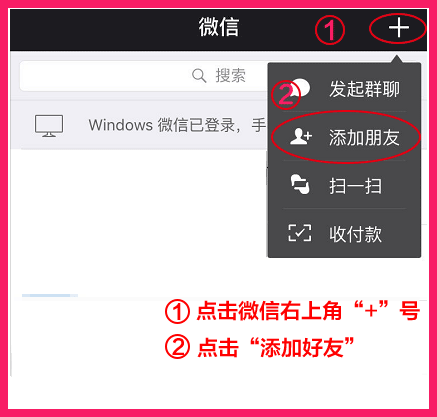 微信 ① +
搜索
② 发起群聊
Windows 微信已登录，手
添加朋友
扫一扫
收付款
① 点击微信右上角“+”号
② 点击“添加好友”